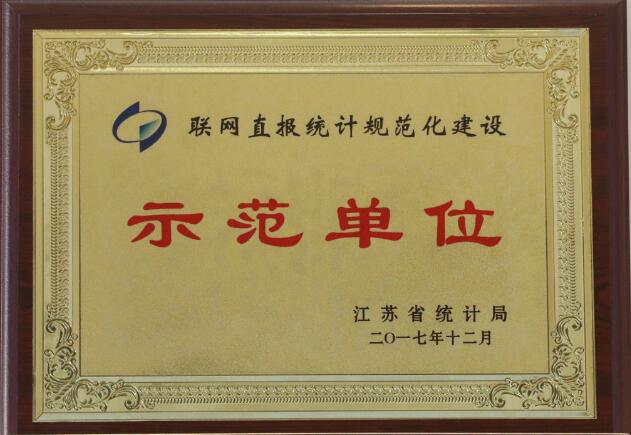 联网直报统计规范化建设
示范单位
江苏省统计局
二〇一七年十二月